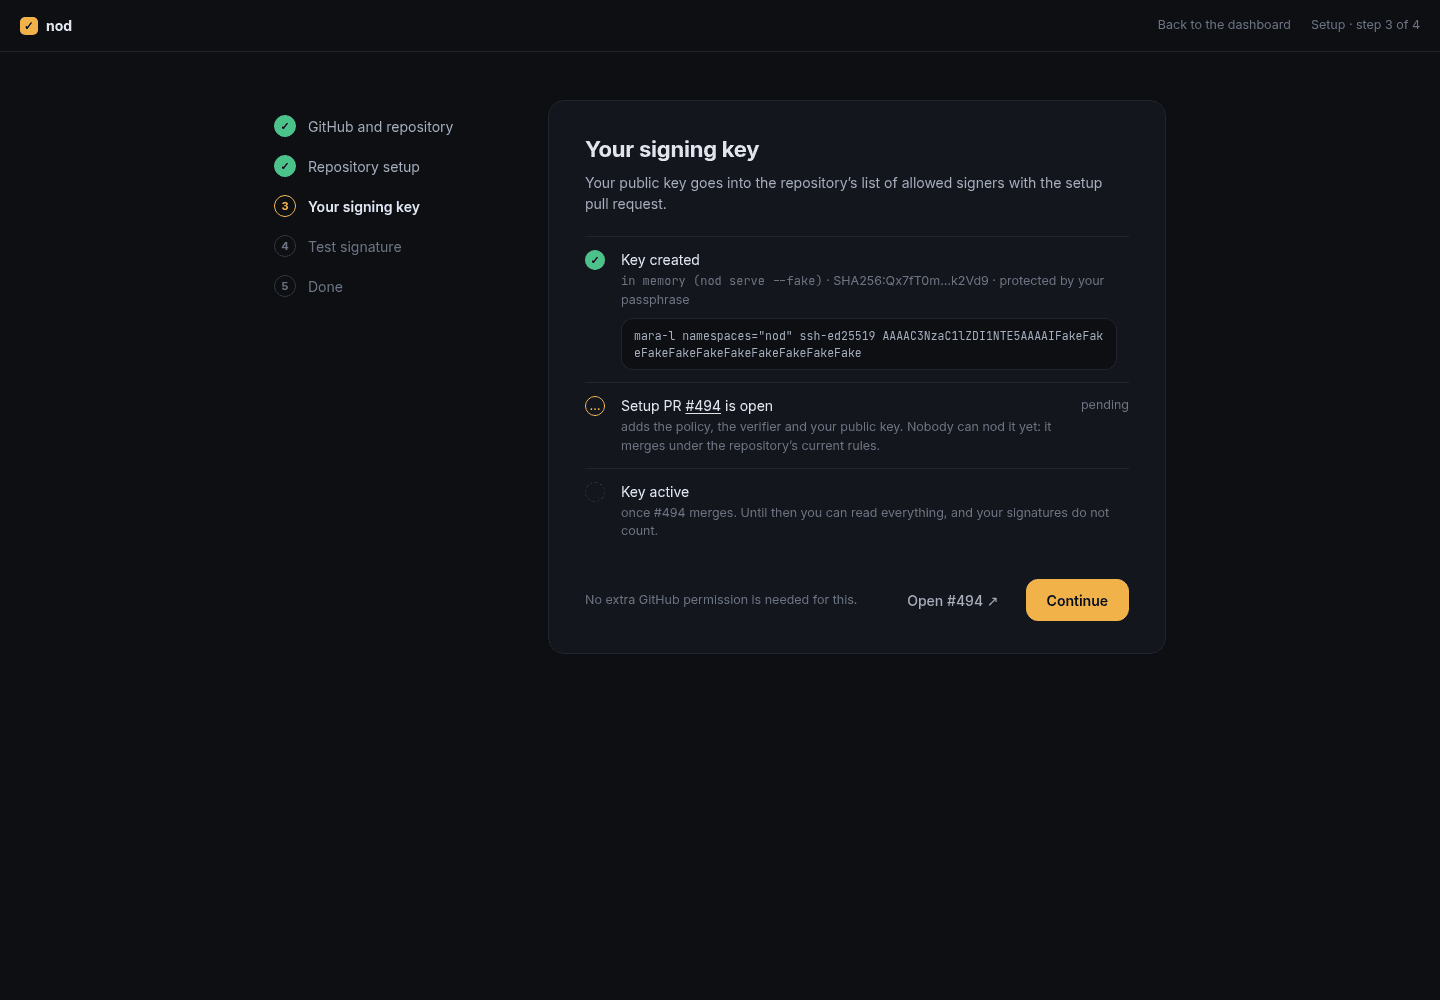 ✓ nod
Back to the dashboard
Setup · step 3 of 4
✓ GitHub and repository
✓ Repository setup
3 Your signing key
4 Test signature
5 Done
Your signing key
Your public key goes into the repository’s list of allowed signers with the setup
pull request.
✓ Key created
in memory (nod serve --fake) · SHA256:Qx7fT0m…k2Vd9 · protected by your
passphrase
mara-l namespaces="nod" ssh-ed25519 AAAAC3NzaC1lZDI1NTE5AAAAIFakeFak
eFakeFakeFakeFakeFakeFakeFakeFake
… Setup PR #494 is open
pending
adds the policy, the verifier and your public key. Nobody can nod it yet: it
merges under the repository’s current rules.
Key active
once #494 merges. Until then you can read everything, and your signatures do not
count.
No extra GitHub permission is needed for this.
Open #494 ↗
Continue